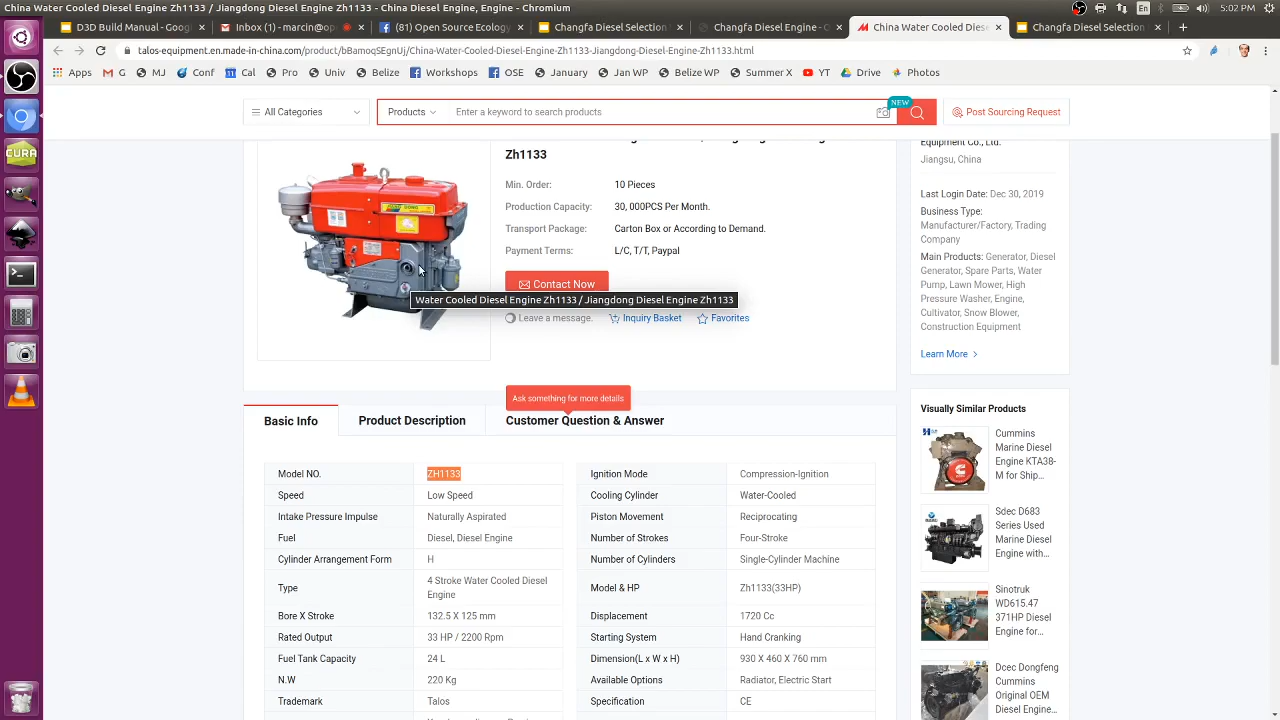 China Water Cooled Diesel Engine Zh1133 / Jiangdong Diesel Engine Zh1133 - China Diesel Engine, Engine - Chromium
En
5:02 PM
D3D Build Manual - Goo
Inbox (1) - marcin@ope
(81) Open Source Ecology
Changfa Diesel Selection
Changfa Diesel Engine - O
China Water Cooled Dies
Changfa Diesel Selection
talos-equipment.en.made-in-china.com/product/bBamoqSEgnUj/China-Water-Cooled-Diesel-Engine-Zh1133-Jiangdong-Diesel-Engine-Zh1133.html
Apps
G
MJ
Conf
Cal
Pro
Univ
Belize
Workshops
OSE
January
Jan WP
Belize WP
Summer X
YT
Drive
Photos
All Categories
Products
Enter a keyword to search products
NEW
Post Sourcing Request
Zh1133
Min. Order: 10 Pieces
Production Capacity: 30, 000PCS Per Month.
Transport Package: Carton Box or According to Demand.
Payment Terms: L/C, T/T, Paypal
Contact Now
Water Cooled Diesel Engine Zh1133 / Jiangdong Diesel Engine Zh1133
Leave a message.
Inquiry Basket
Favorites
Equipment Co., Ltd.
Jiangsu, China
Last Login Date: Dec 30, 2019
Business Type:
Manufacturer/Factory, Trading
Company
Main Products: Generator, Diesel
Generator, Spare Parts, Water
Pump, Lawn Mower, High
Pressure Washer, Engine,
Cultivator, Snow Blower,
Construction Equipment
Learn More
Ask something for more details
Basic Info
Product Description
Customer Question & Answer
Model NO. ZH1133 Ignition Mode Compression-Ignition
Speed Low Speed Cooling Cylinder Water-Cooled
Intake Pressure Impulse Naturally Aspirated Piston Movement Reciprocating
Fuel Diesel, Diesel Engine Number of Strokes Four-Stroke
Cylinder Arrangement Form H Number of Cylinders Single-Cylinder Machine
Type 4 Stroke Water Cooled Diesel Engine Model & HP Zh1133(33HP)
Bore X Stroke 132.5 X 125 mm Displacement 1720 Cc
Rated Output 33 HP / 2200 Rpm Starting System Hand Cranking
Fuel Tank Capacity 24 L Dimension(L x W x H) 930 X 460 X 760 mm
N.W 220 Kg Available Options Radiator, Electric Start
Trademark Talos Specification CE
Visually Similar Products
Cummins
Marine Diesel
Engine KTA38-
M for Ship...
Sdec D683
Series Used
Marine Diesel
Engine with...
Sinotruk
WD615.47
371HP Diesel
Engine for...
Dcec Dongfeng
Cummins
Original OEM
Diesel Engine...